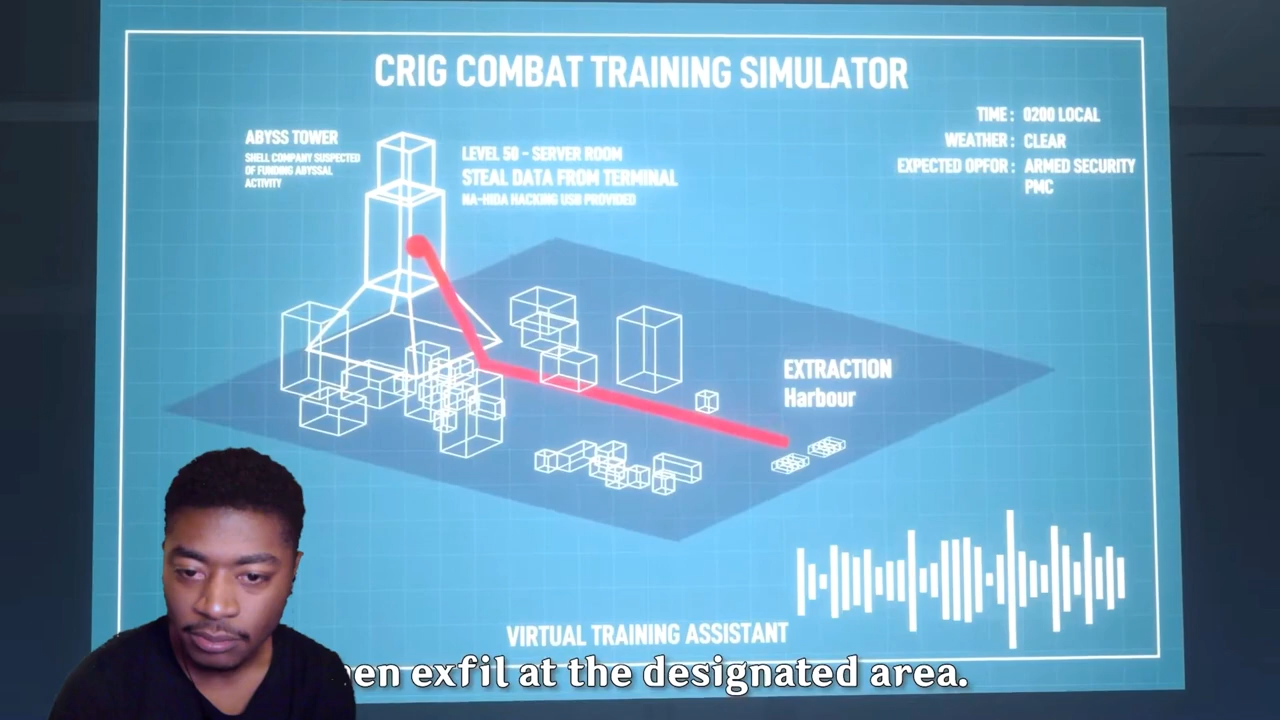 CRIG COMBAT TRAINING SIMULATOR
TIME : 0200 LOCAL
WEATHER : CLEAR
EXPECTED OPFOR : ARMED SECURITY
PMC
ABYSS TOWER
SHELL COMPANY SUSPECTED
OF FUNDING ABYSSAL
ACTIVITY
LEVEL 50 - SERVER ROOM
STEAL DATA FROM TERMINAL
NA-HIDA HACKING USB PROVIDED
EXTRACTION
Harbour
VIRTUAL TRAINING ASSISTANT
exfil at the designated area.